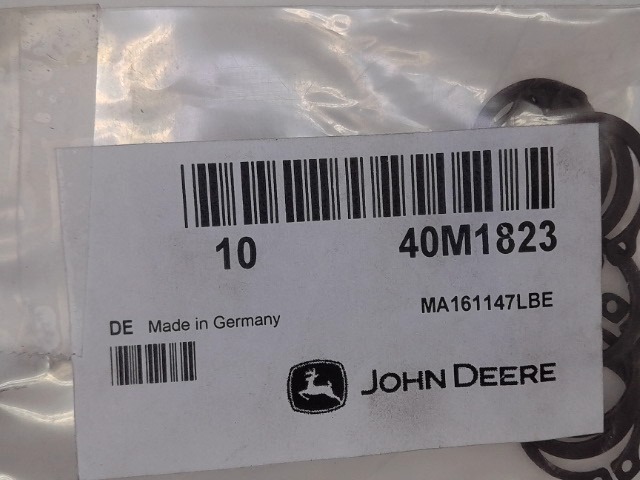 10 40M1823
MA161147LBE
DE Made in Germany
JOHN DEERE